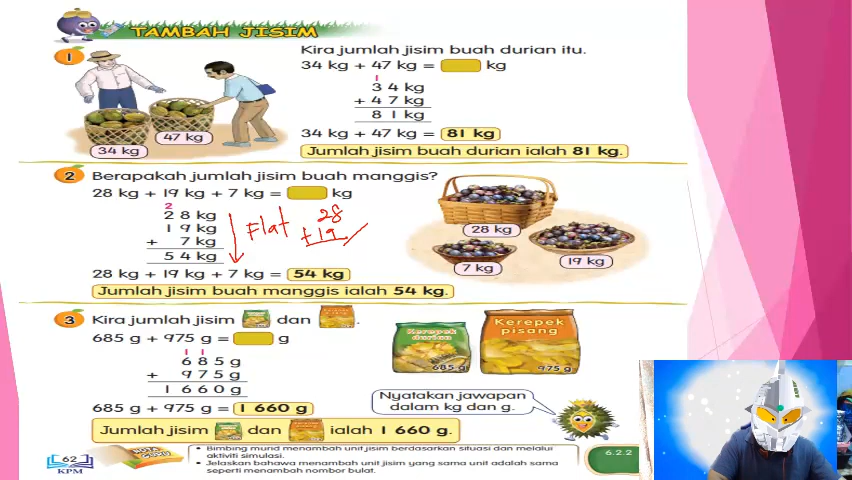 TAMBAH JISIM
1
Kira jumlah jisim buah durian itu.
34 kg + 47 kg = kg
1
3 4 kg
+ 4 7 kg
8 1 kg
34 kg + 47 kg = 81 kg
Jumlah jisim buah durian ialah 81 kg.
34 kg
47 kg
2 Berapakah jumlah jisim buah manggis?
28 kg + 19 kg + 7 kg = kg
2
2 8 kg
1 9 kg
+ 7 kg
5 4 kg
Flat
28
+19
28 kg + 19 kg + 7 kg = 54 kg
Jumlah jisim buah manggis ialah 54 kg.
28 kg
7 kg
19 kg
3 Kira jumlah jisim dan .
685 g + 975 g = g
1 1
6 8 5 g
+ 9 7 5 g
1 6 6 0 g
685 g + 975 g = 1 660 g
Jumlah jisim dan ialah 1 660 g.
Kerepek
durian
685 g
Kerepek
pisang
975 g
Nyatakan jawapan
dalam kg dan g.
62
KPM
NOTA
GURU
• Bimbing murid menambah unit jisim berdasarkan situasi dan melalui
aktiviti simulasi.
• Jelaskan bahawa menambah unit jisim yang sama unit adalah sama
seperti menambah nombor bulat.
6.2.2